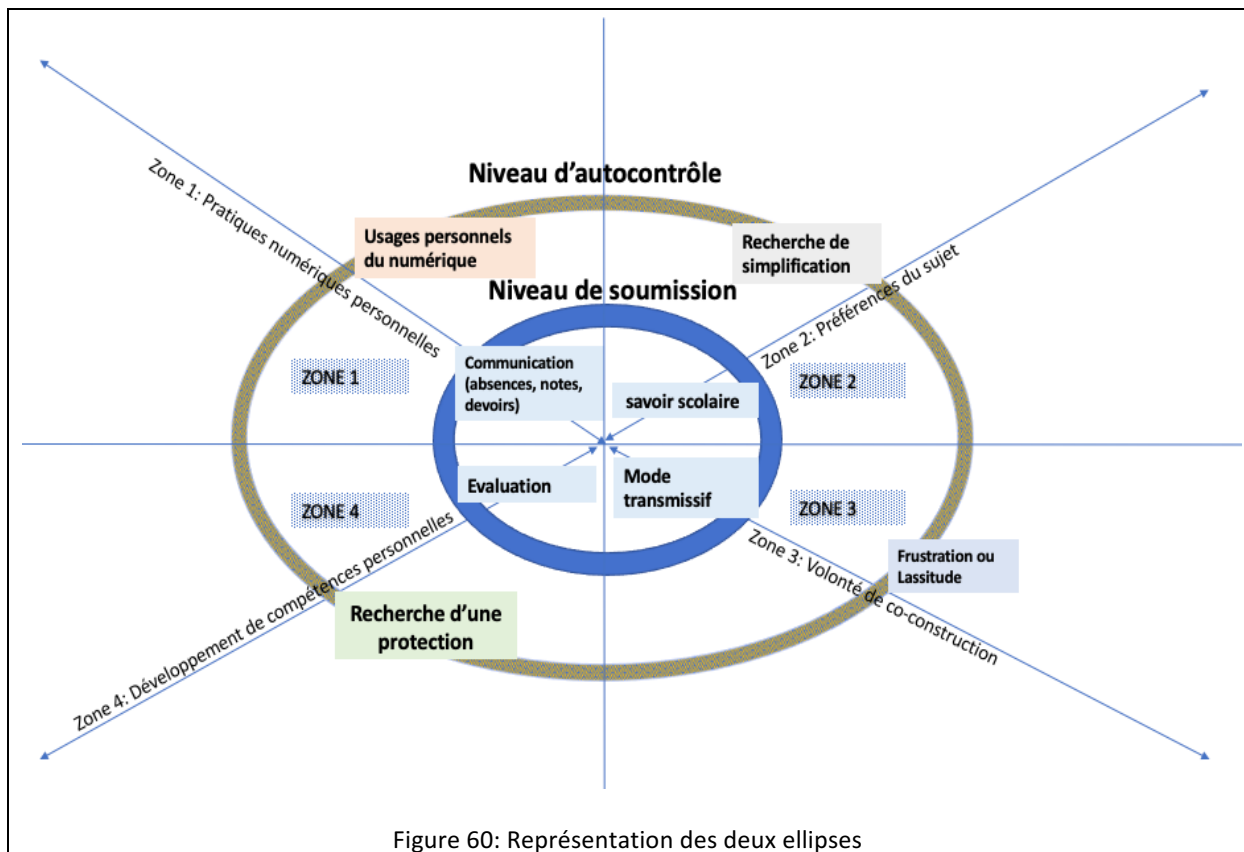 Niveau d’autocontrôle
Zone 1: Pratiques numériques personnelles
Usages personnels
du numérique
Recherche de
simplification
Zone 2: Préférences du sujet
Niveau de soumission
Communication
(absences, notes,
devoirs)
savoir scolaire
ZONE 1
ZONE 2
Evaluation
Mode
transmissif
ZONE 4
ZONE 3
Zone 3: Volonté de co-construction
Frustration ou
Lassitude
Recherche d’une
protection
Zone 4: Développement de compétences personnelles
Figure 60: Représentation des deux ellipses